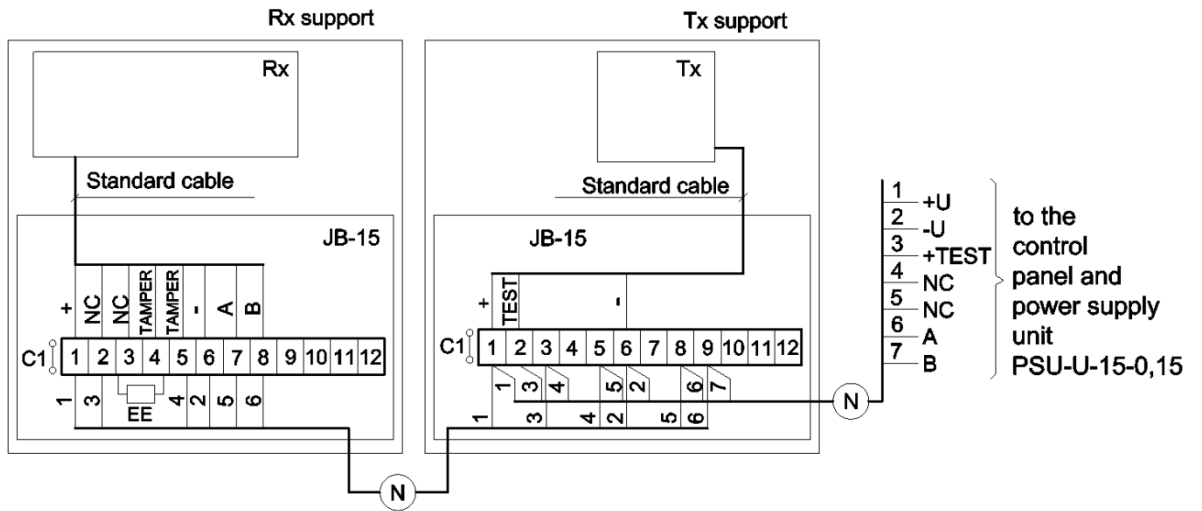 Rx support
Tx support
Rx
Tx
Standard cable
Standard cable
JB-15
JB-15
+ NC NC TAMPER TAMPER - A B
+ TEST -
C1 1 2 3 4 5 6 7 8 9 10 11 12
C1 1 2 3 4 5 6 7 8 9 10 11 12
1 3 EE 4 2 5 6
1 3 4 5 2 6 7
1 3 4 2 5 6
N
N
1 +U
2 -U
3 +TEST
4 NC
5 NC
6 A
7 B
to the
control
panel and
power supply
unit
PSU-U-15-0,15